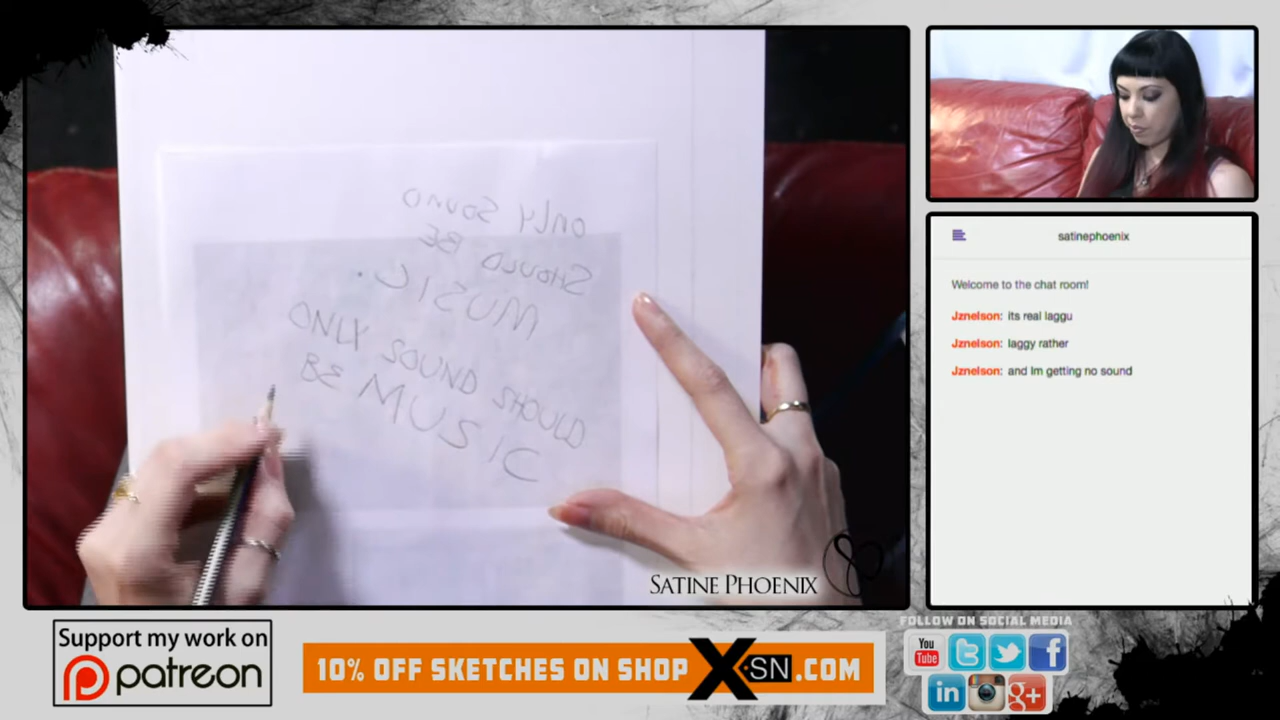 ONLY SOUND
SHOULD BE
MUSIC.
ONLY SOUND SHOULD
BE MUSIC
SATINE PHOENIX
satinephoenix
Welcome to the chat room!
Jznelson: its real laggu
Jznelson: laggy rather
Jznelson: and Im getting no sound
Support my work on
patreon
10% OFF SKETCHES ON SHOP X-SN.COM
FOLLOW ON SOCIAL MEDIA
You
Tube
in
g+